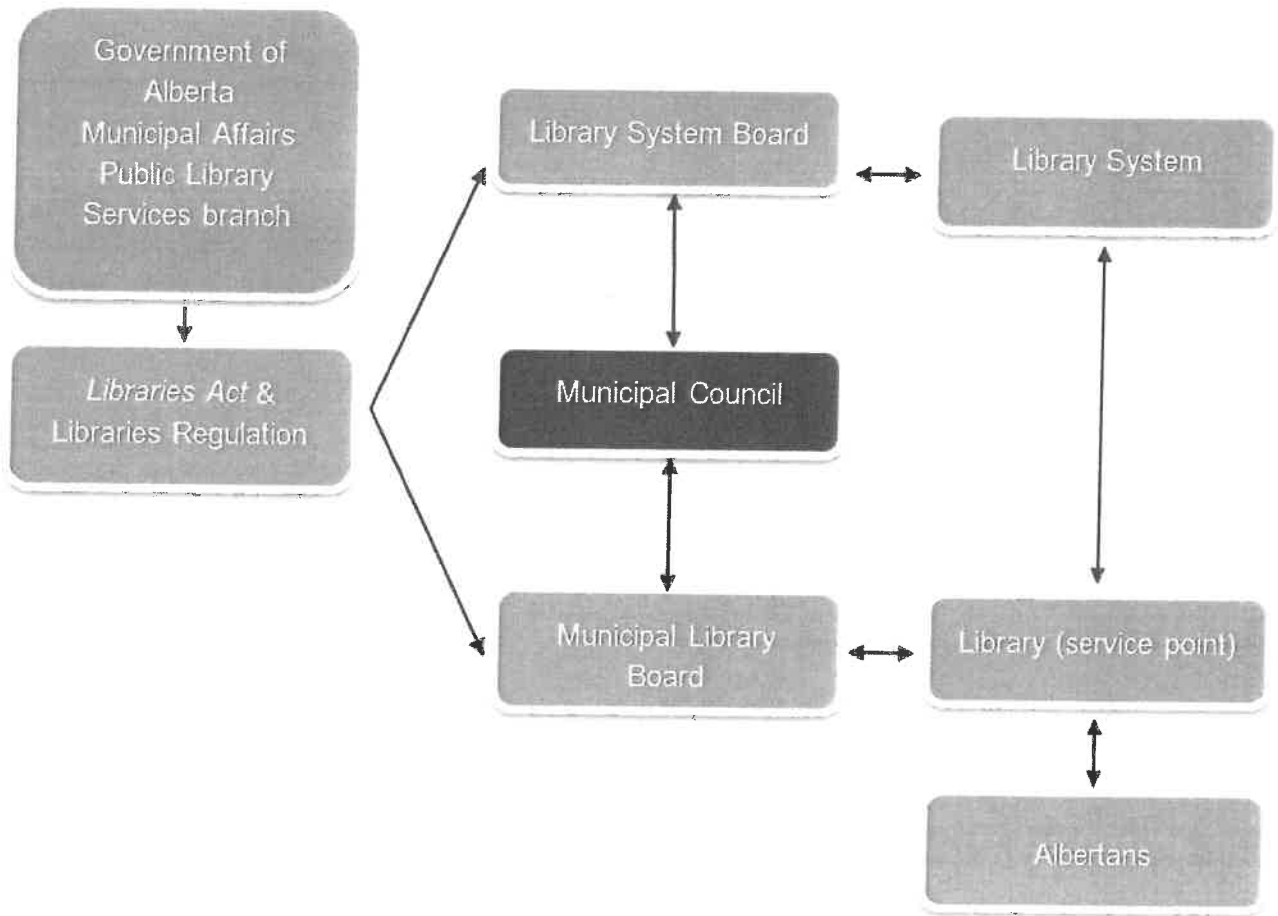 Government of
Alberta
Municipal Affairs
Public Library
Services branch
Library System Board
Library System
Libraries Act &
Libraries Regulation
Municipal Council
Municipal Library
Board
Library (service point)
Albertans